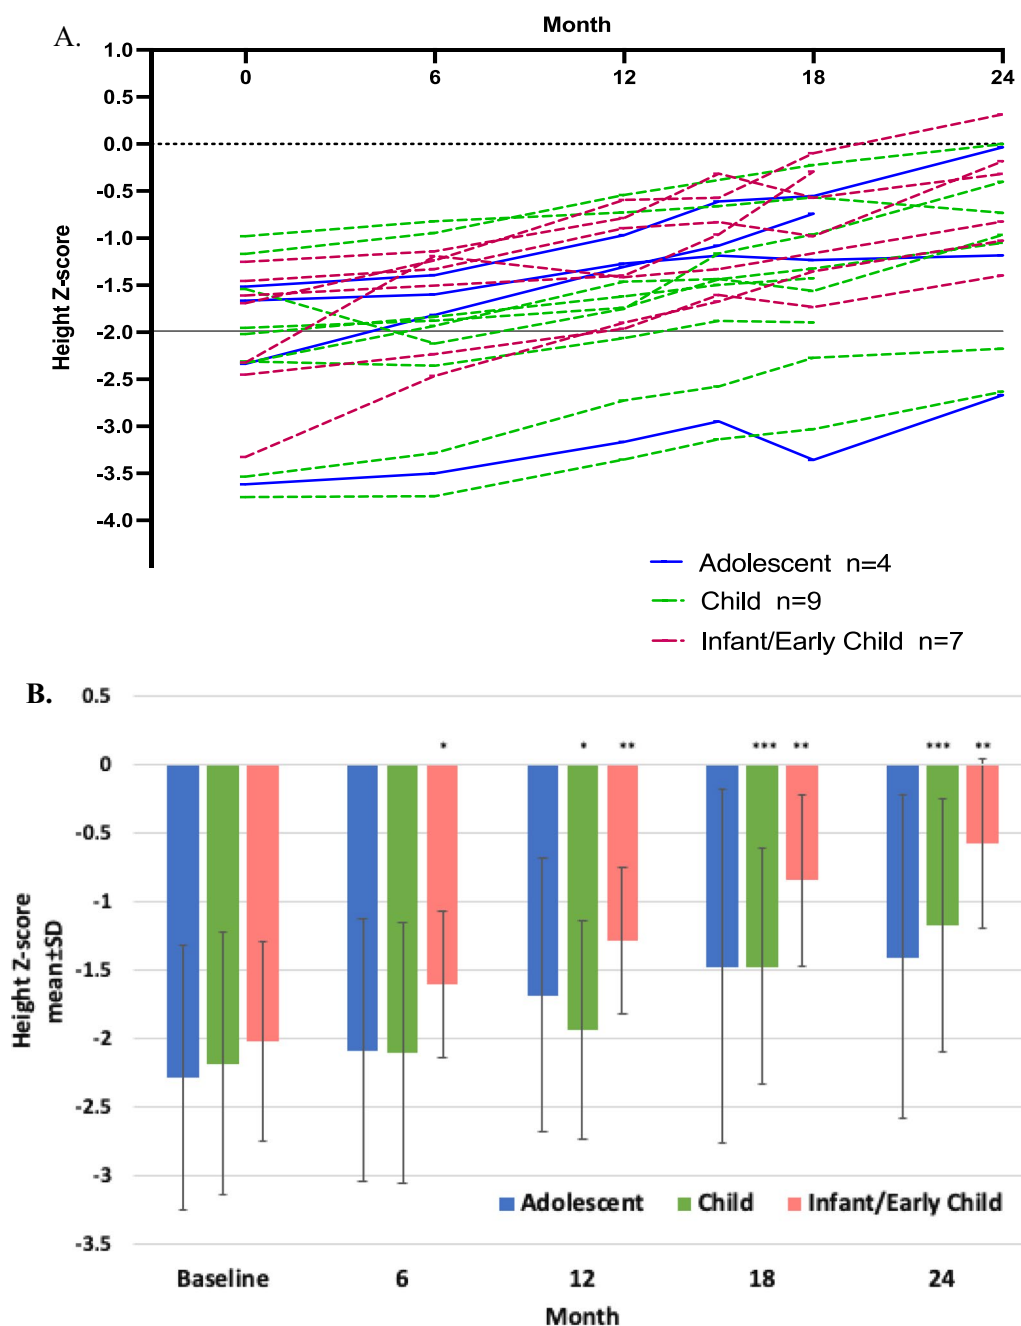 Month
A.
1.0
0 6 12 18 24
0.5
0.0
-0.5
-1.0
-1.5
-2.0
-2.5
-3.0
-3.5
-4.0
Height Z-score
Adolescent n=4
Child n=9
Infant/Early Child n=7
B.
0.5
* * ** *** ** *** **
0
-0.5
-1
-1.5
-2
-2.5
-3
-3.5
Height Z-score
mean±SD
Adolescent Child Infant/Early Child
Baseline 6 12 18 24
Month